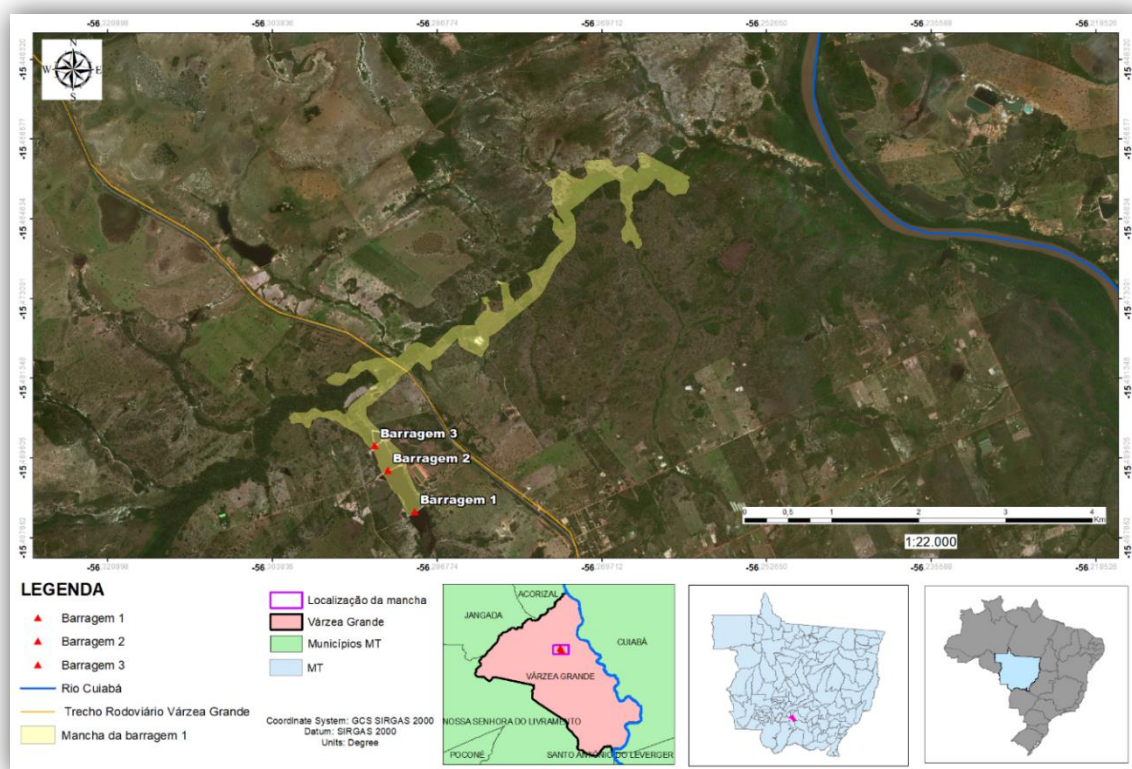 -56.303836
-56.286774
-56.269712
-56.252650
-56.235588
-56.218526
N
W E
S
Barragem 3
Barragem 2
Barragem 1
0 0,5 1 2 3 4
Km
1:22.000
LEGENDA
Barragem 1
Barragem 2
Barragem 3
Rio Cuiabá
Trecho Rodoviário Várzea Grande
Mancha da barragem 1
Localização da mancha
Várzea Grande
Municípios MT
MT
Coordinate System: GCS SIRGAS 2000
Datum: SIRGAS 2000
Units: Degree
ACORIZAL
JANGADA
CUIABÁ
VÁRZEA GRANDE
NOSSA SENHORA DO LIVRAMENTO
POCONÉ
SANTO ANTÔNIO DO LEVERGER